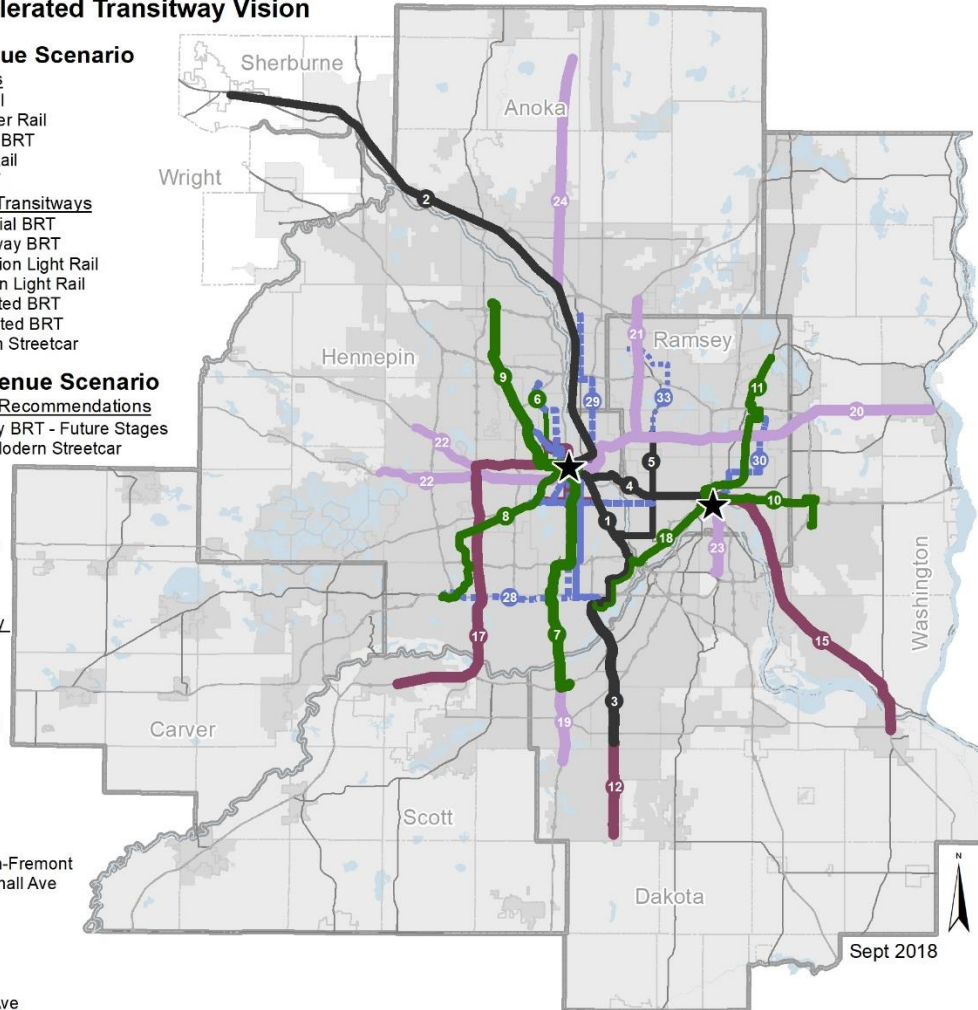 lerated Transitway Vision
ue Scenario
s
l
er Rail
BRT
ail
Transitways
ial BRT
way BRT
ion Light Rail
n Light Rail
ted BRT
ted BRT
n Streetcar
enue Scenario
Recommendations
y BRT - Future Stages
Modern Streetcar
n-Fremont
hall Ave
Ave
Sherburne
Anoka
Wright
2
24
21
Ramsey
Hennepin
9
6
29
33
11
20
22
22
5
30
4
10
8
1
18
23
Washington
28
17
7
15
3
19
Carver
12
Scott
Dakota
N
Sept 2018